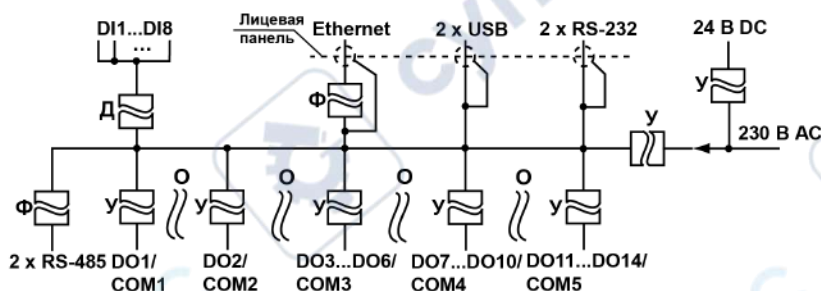 DI1...DI8
...
Лицевая
панель
Ethernet
2 x USB
2 x RS-232
24 В DC
Д
Ф
У
У
230 В AC
Ф
У
О
У
О
У
О
У
О
У
2 x RS-485
DO1/
COM1
DO2/
COM2
DO3...DO6/
COM3
DO7...DO10/
COM4
DO11...DO14/
COM5